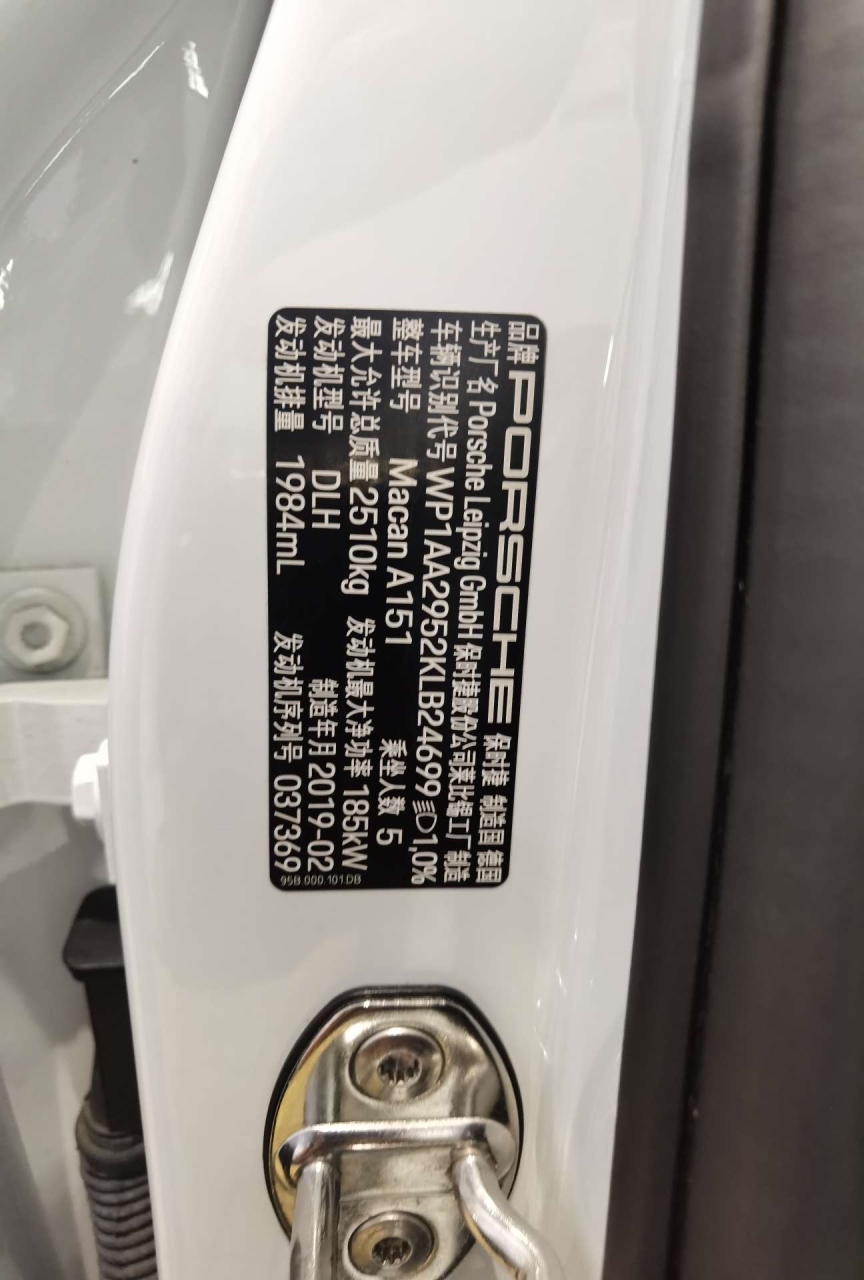 品牌 PORSCHE 保时捷 制造国 德国
生产厂名 Porsche Leipzig GmbH 保时捷股份公司莱比锡工厂 制造
车辆识别代号 WP1AA2952KLB24699 1,0%
整车型号 Macan A151 乘坐人数 5
最大允许总质量 2510kg 发动机最大净功率 185kW
发动机型号 DLH 制造年月 2019-02
发动机排量 1984mL 发动机序列号 037369
95B.000.101.DB